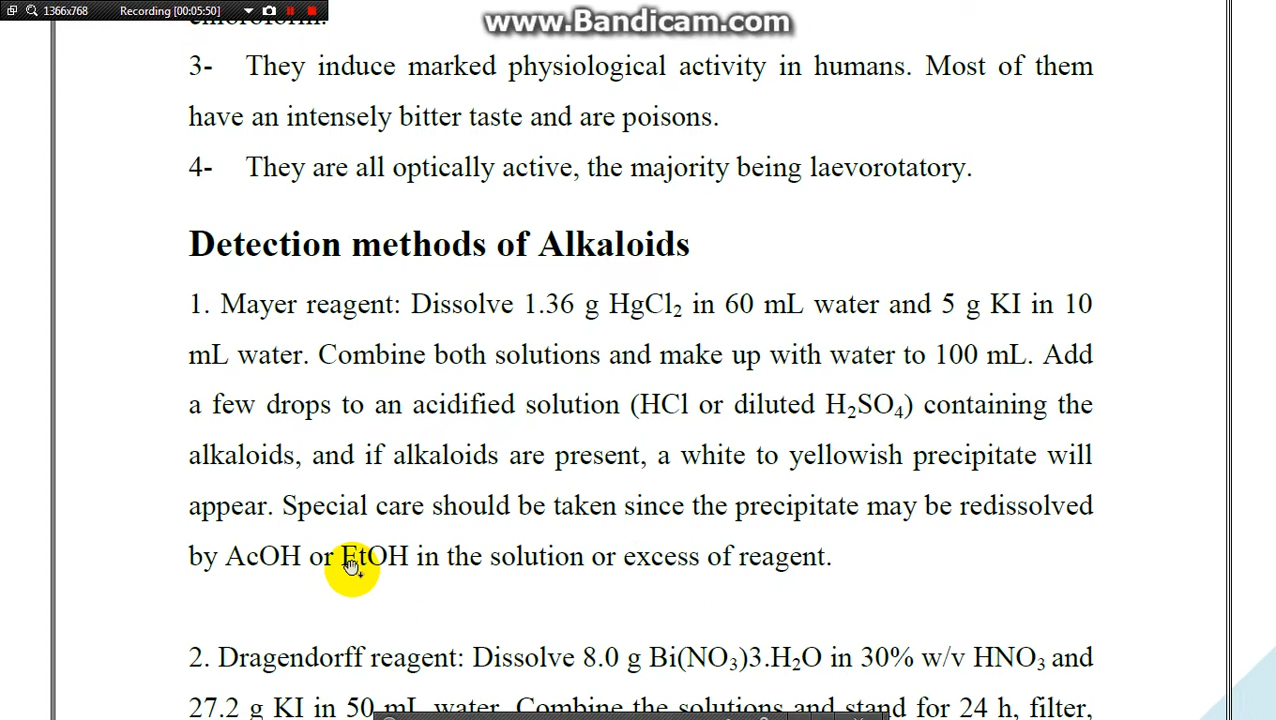 1366x768 Recording [00:05:50]
www.Bandicam.com
chloroform.
3- They induce marked physiological activity in humans. Most of them
have an intensely bitter taste and are poisons.
4- They are all optically active, the majority being laevorotatory.
Detection methods of Alkaloids
1. Mayer reagent: Dissolve 1.36 g HgCl₂ in 60 mL water and 5 g KI in 10
mL water. Combine both solutions and make up with water to 100 mL. Add
a few drops to an acidified solution (HCl or diluted H₂SO₄) containing the
alkaloids, and if alkaloids are present, a white to yellowish precipitate will
appear. Special care should be taken since the precipitate may be redissolved
by AcOH or EtOH in the solution or excess of reagent.
2. Dragendorff reagent: Dissolve 8.0 g Bi(NO₃)3.H₂O in 30% w/v HNO₃ and
27.2 g KI in 50 mL water. Combine the solutions and stand for 24 h, filter,